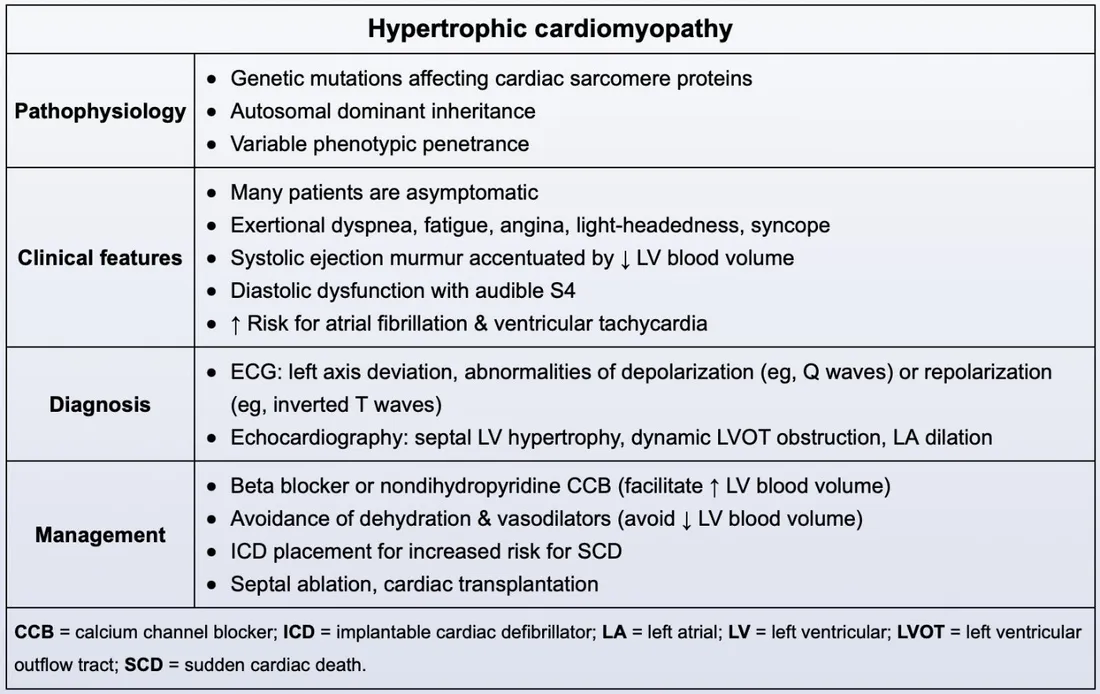 Hypertrophic cardiomyopathy
Pathophysiology
• Genetic mutations affecting cardiac sarcomere proteins
• Autosomal dominant inheritance
• Variable phenotypic penetrance
Clinical features
• Many patients are asymptomatic
• Exertional dyspnea, fatigue, angina, light-headedness, syncope
• Systolic ejection murmur accentuated by ↓ LV blood volume
• Diastolic dysfunction with audible S4
• ↑ Risk for atrial fibrillation & ventricular tachycardia
Diagnosis
• ECG: left axis deviation, abnormalities of depolarization (eg, Q waves) or repolarization
(eg, inverted T waves)
• Echocardiography: septal LV hypertrophy, dynamic LVOT obstruction, LA dilation
Management
• Beta blocker or nondihydropyridine CCB (facilitate ↑ LV blood volume)
• Avoidance of dehydration & vasodilators (avoid ↓ LV blood volume)
• ICD placement for increased risk for SCD
• Septal ablation, cardiac transplantation
CCB = calcium channel blocker; ICD = implantable cardiac defibrillator; LA = left atrial; LV = left ventricular; LVOT = left ventricular
outflow tract; SCD = sudden cardiac death.